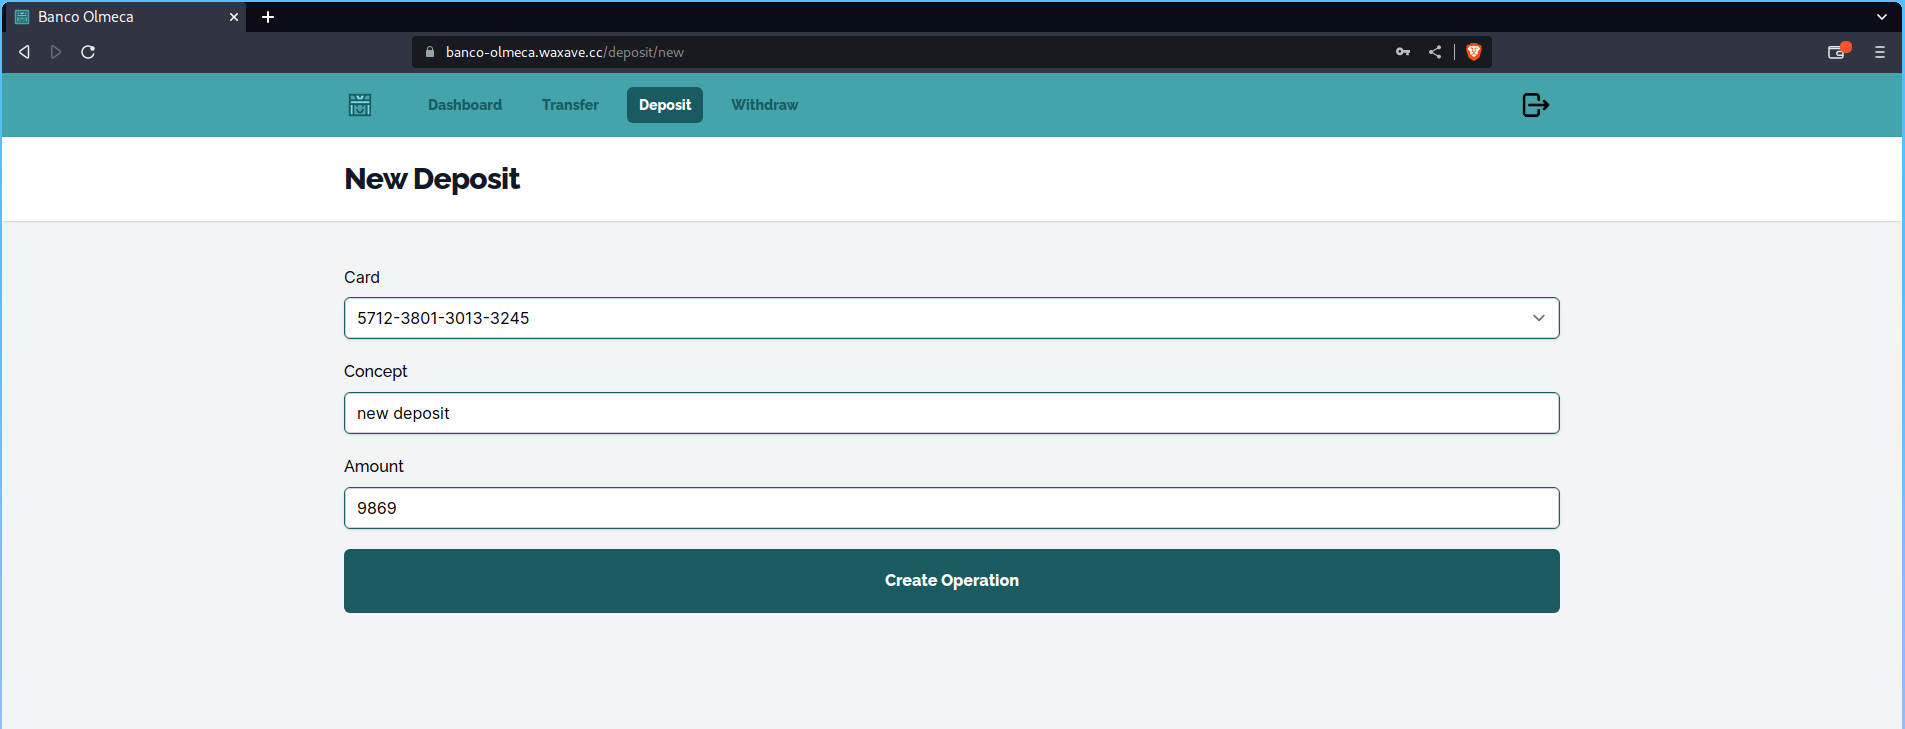 Banco Olmeca
banco-olmeca.waxave.cc/deposit/new
Dashboard Transfer Deposit Withdraw
New Deposit
Card
5712-3801-3013-3245
Concept
new deposit
Amount
9869
Create Operation